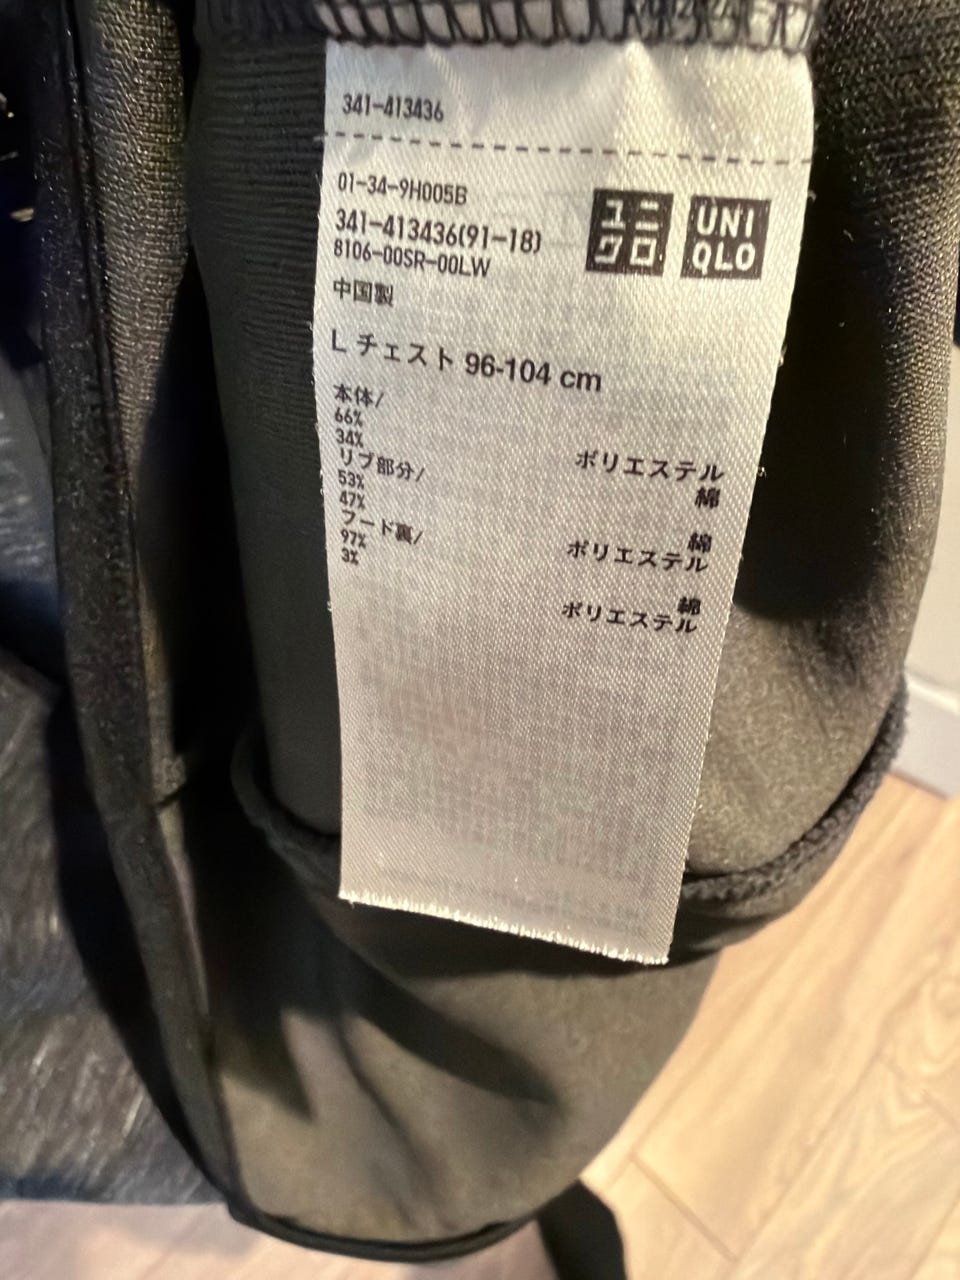 341-413436
01-34-9H005B
341-413436(91-18)
8106-00SR-00LW
中国製
ユニ
クロ
UNI
QLO
L チェスト 96-104 cm
本体/
66% ポリエステル
34% 綿
リブ部分/
53% 綿
47% ポリエステル
フード裏/
97% 綿
3% ポリエステル